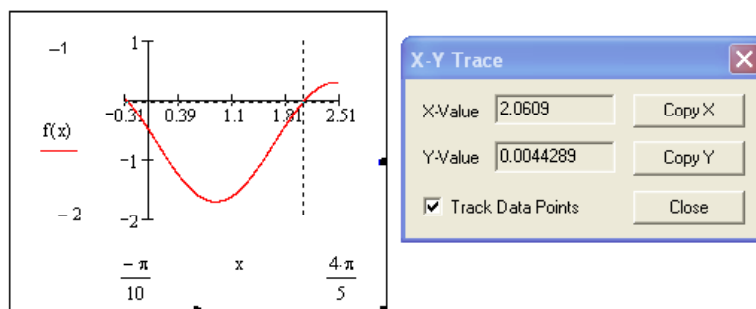 −1
1
−0.31 0.39 1.1 1.81 2.51
f(x)
−1
−2
−2
−π
10
x
4·π
5
X-Y Trace
X-Value 2.0609 Copy X
Y-Value 0.0044289 Copy Y
Track Data Points Close